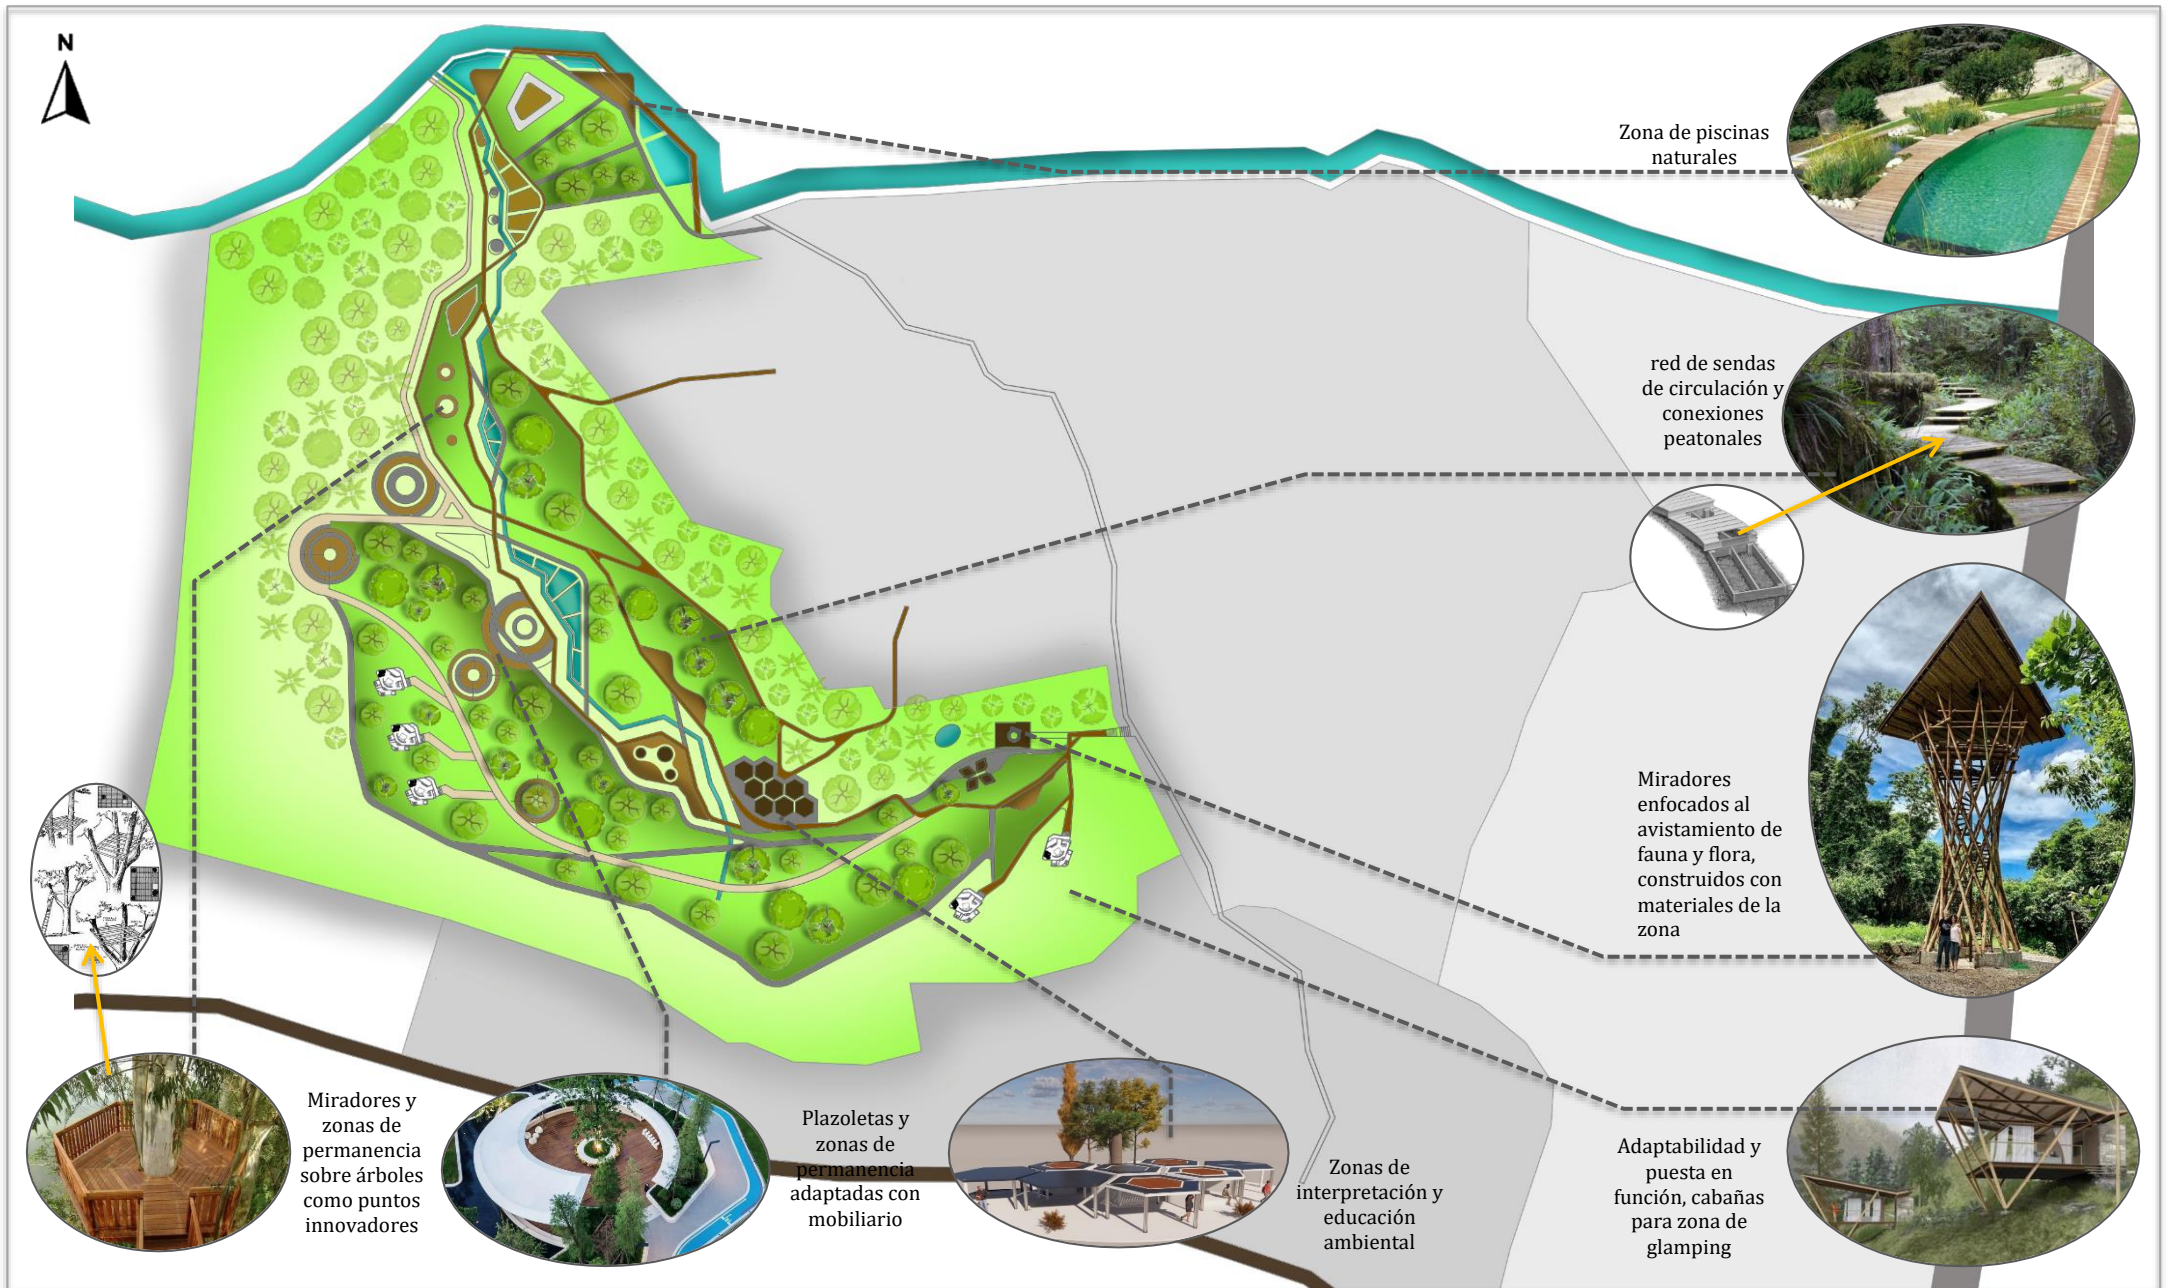 N
Zona de piscinas
naturales
red de sendas
de circulación y
conexiones
peatonales
Miradores
enfocados al
avistamiento de
fauna y flora,
construidos con
materiales de la
zona
Miradores y
zonas de
permanencia
sobre árboles
como puntos
innovadores
Plazoletas y
zonas de
permanencia
adaptadas con
mobiliario
Zonas de
interpretación y
educación
ambiental
Adaptabilidad y
puesta en
función, cabañas
para zona de
glamping